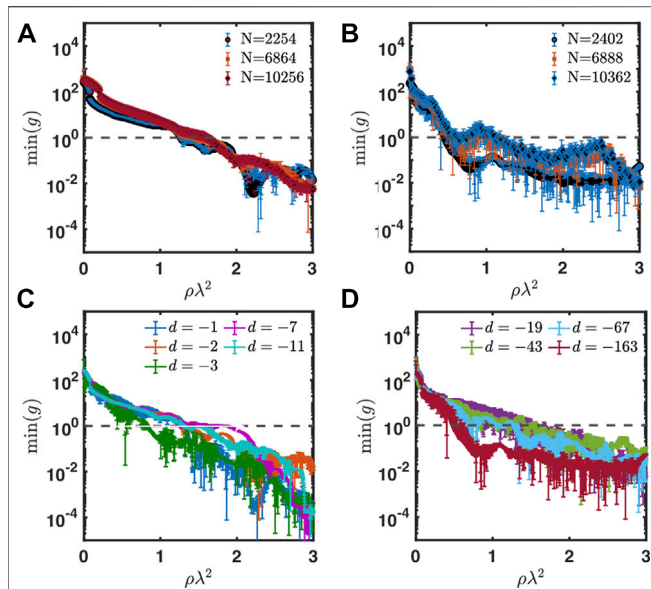 A
B
N=2254
N=6864
N=10256
N=2402
N=6888
N=10362
10^4
10^2
10^0
10^-2
10^-4
min(g)
0 1 2 3
ρλ^2
10^4
10^2
10^0
10^-2
10^-4
min(g)
0 1 2 3
ρλ^2
C
D
d = −1 d = −7
d = −2 d = −11
d = −3
d = −19 d = −67
d = −43 d = −163
10^4
10^2
10^0
10^-2
10^-4
min(g)
0 1 2 3
ρλ^2
10^4
10^2
10^0
10^-2
10^-4
min(g)
0 1 2 3
ρλ^2